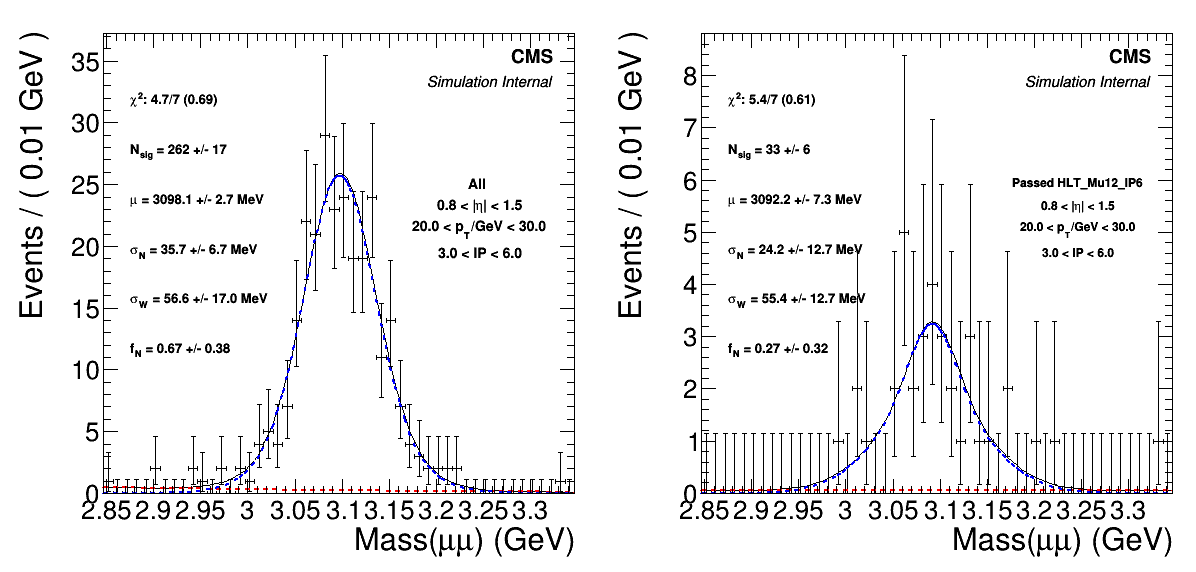 CMS
Simulation Internal
χ²: 4.7/7 (0.69)
N_sig = 262 +/- 17
μ = 3098.1 +/- 2.7 MeV
σ_N = 35.7 +/- 6.7 MeV
σ_W = 56.6 +/- 17.0 MeV
f_N = 0.67 +/- 0.38
All
0.8 < |η| < 1.5
20.0 < p_T/GeV < 30.0
3.0 < IP < 6.0
Events / ( 0.01 GeV )
35
30
25
20
15
10
5
0
2.85 2.9 2.95 3 3.05 3.1 3.15 3.2 3.25 3.3
Mass(μμ) (GeV)
CMS
Simulation Internal
χ²: 5.4/7 (0.61)
N_sig = 33 +/- 6
μ = 3092.2 +/- 7.3 MeV
σ_N = 24.2 +/- 12.7 MeV
σ_W = 55.4 +/- 12.7 MeV
f_N = 0.27 +/- 0.32
Passed HLT_Mu12_IP6
0.8 < |η| < 1.5
20.0 < p_T/GeV < 30.0
3.0 < IP < 6.0
Events / ( 0.01 GeV )
8
7
6
5
4
3
2
1
0
2.85 2.9 2.95 3 3.05 3.1 3.15 3.2 3.25 3.3
Mass(μμ) (GeV)